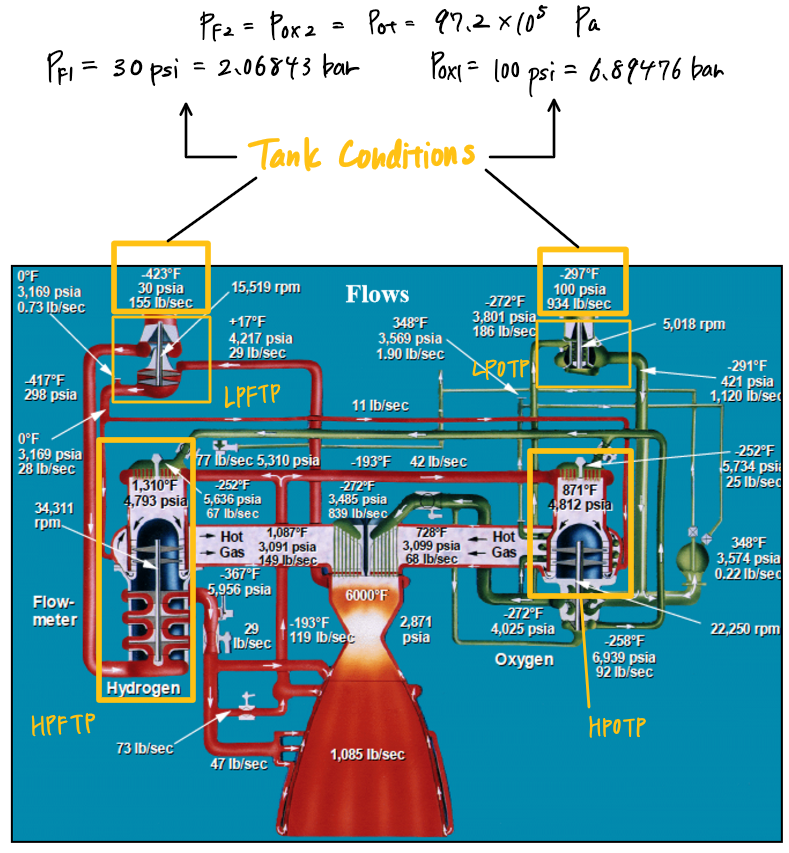 P_F2 = P_OX2 = P_ot = 97.2 × 10^5 Pa
P_F1 = 30 psi = 2.06843 bar
P_OX1 = 100 psi = 6.89476 bar
Tank Conditions
0°F
3,169 psia
0.73 lb/sec
-423°F
30 psia
155 lb/sec
15,519 rpm
Flows
-297°F
100 psia
934 lb/sec
-272°F
3,801 psia
186 lb/sec
5,018 rpm
+17°F
4,217 psia
29 lb/sec
348°F
3,569 psia
1.90 lb/sec
LPOTP
-291°F
421 psia
1,120 lb/sec
-417°F
298 psia
LPFTP
11 lb/sec
0°F
3,169 psia
28 lb/sec
77 lb/sec 5,310 psia
-193°F
42 lb/sec
-252°F
5,734 psia
25 lb/sec
1,310°F
4,793 psia
-252°F
5,636 psia
67 lb/sec
-272°F
3,485 psia
839 lb/sec
871°F
4,812 psia
34,311
rpm
Hot
Gas
1,087°F
3,091 psia
149 lb/sec
728°F
3,099 psia
68 lb/sec
Hot
Gas
348°F
3,574 psia
0.22 lb/sec
-367°F
5,956 psia
6000°F
Flow-
meter
29
lb/sec
-193°F
119 lb/sec
2,871
psia
-272°F
4,025 psia
22,250 rpm
Oxygen
-258°F
6,939 psia
92 lb/sec
Hydrogen
HPFTP
HPOTP
73 lb/sec
47 lb/sec
1,085 lb/sec